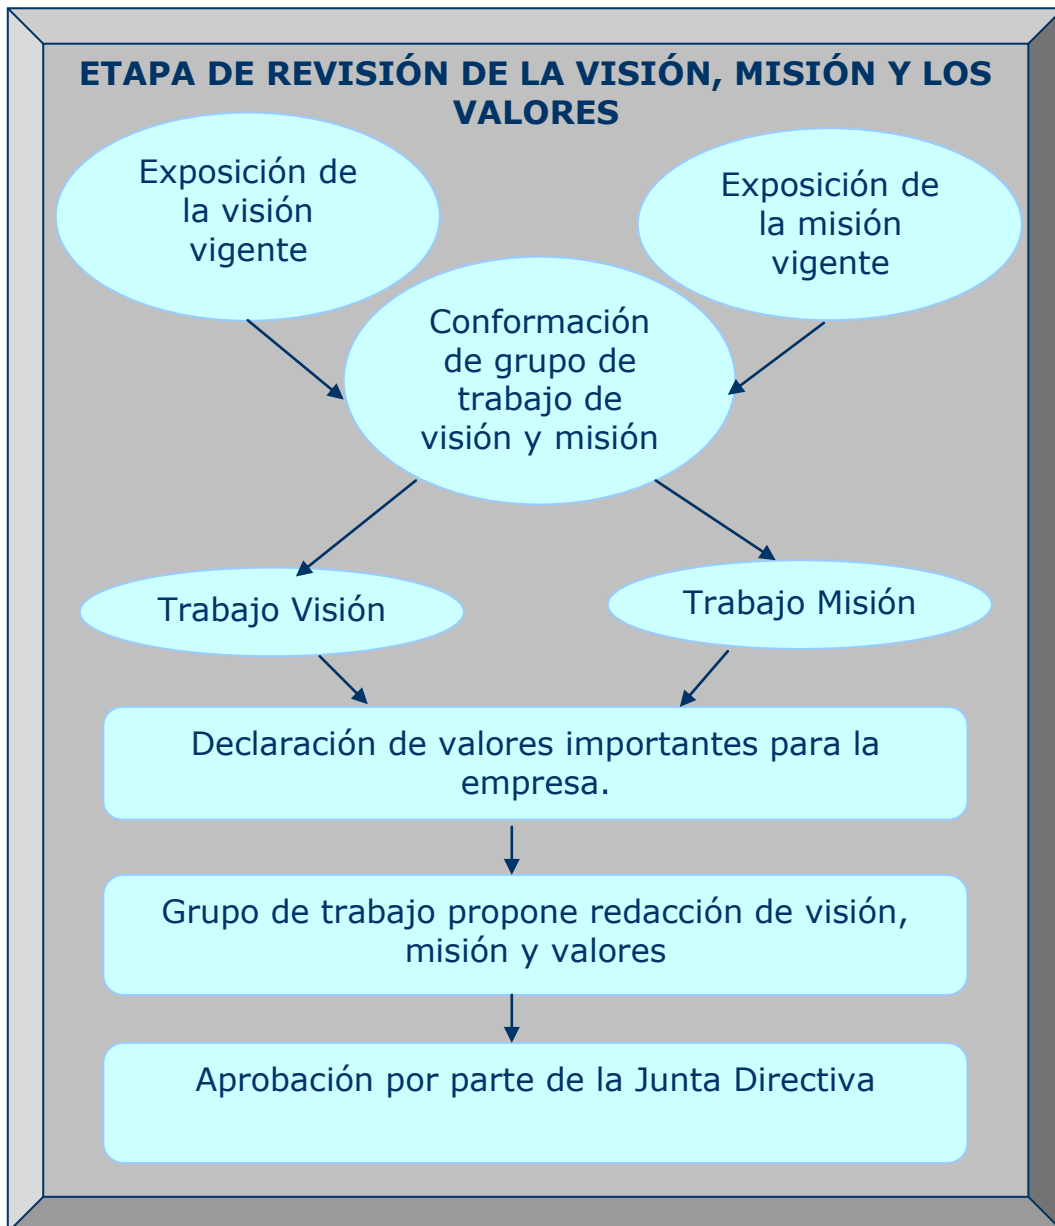 ETAPA DE REVISIÓN DE LA VISIÓN, MISIÓN Y LOS
VALORES
Exposición de
la visión
vigente
Exposición de
la misión
vigente
Conformación
de grupo de
trabajo de
visión y misión
Trabajo Visión
Trabajo Misión
Declaración de valores importantes para la
empresa.
Grupo de trabajo propone redacción de visión,
misión y valores
Aprobación por parte de la Junta Directiva